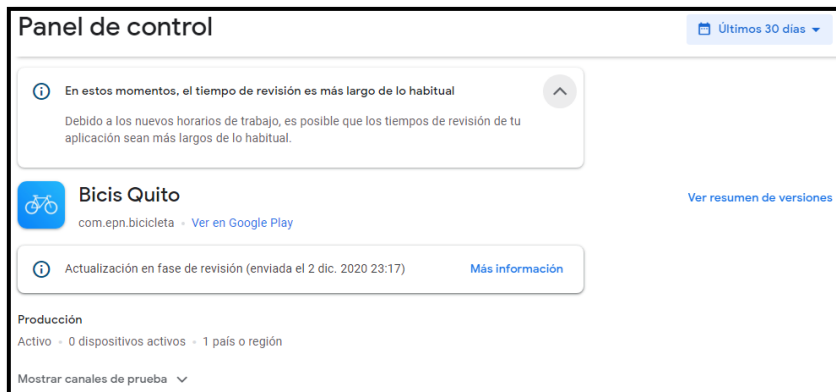 Panel de control
Últimos 30 días
En estos momentos, el tiempo de revisión es más largo de lo habitual
Debido a los nuevos horarios de trabajo, es posible que los tiempos de revisión de tu
aplicación sean más largos de lo habitual.
Bicis Quito
Ver resumen de versiones
com.epn.bicicleta • Ver en Google Play
Actualización en fase de revisión (enviada el 2 dic. 2020 23:17)
Más información
Producción
Activo • 0 dispositivos activos • 1 país o región
Mostrar canales de prueba